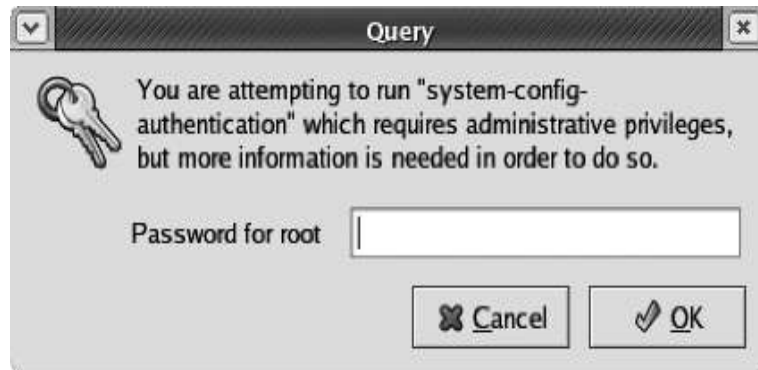 Query
You are attempting to run "system-config-
authentication" which requires administrative privileges,
but more information is needed in order to do so.
Password for root
Cancel
OK